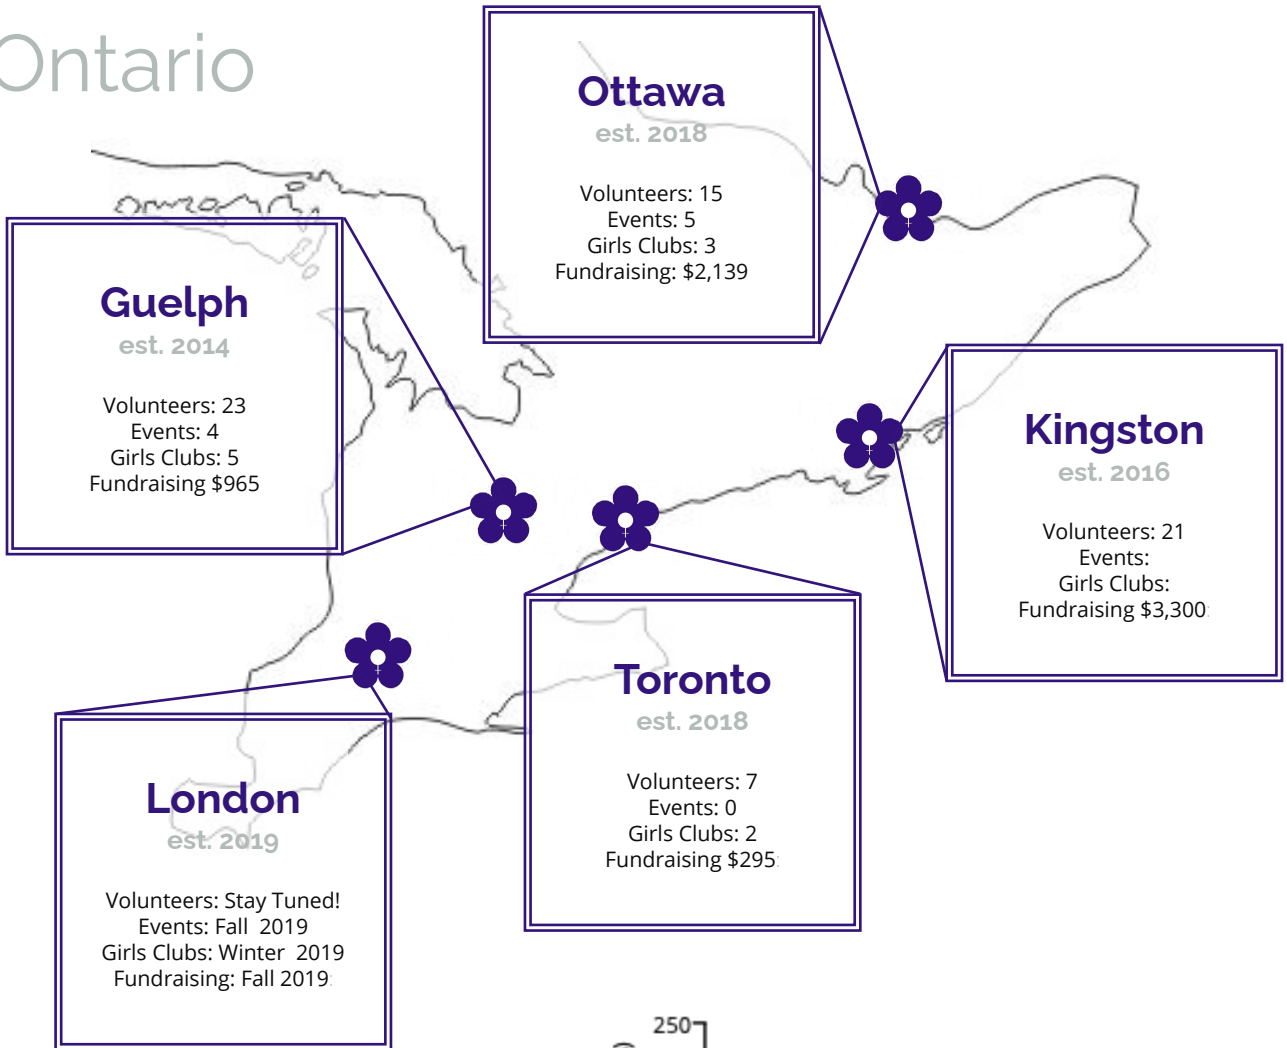 Ontario
Ottawa
est. 2018
Volunteers: 15
Events: 5
Girls Clubs: 3
Fundraising: $2,139
Guelph
est. 2014
Volunteers: 23
Events: 4
Girls Clubs: 5
Fundraising $965
Kingston
est. 2016
Volunteers: 21
Events:
Girls Clubs:
Fundraising $3,300
Toronto
est. 2018
Volunteers: 7
Events: 0
Girls Clubs: 2
Fundraising $295
London
est. 2019
Volunteers: Stay Tuned!
Events: Fall 2019
Girls Clubs: Winter 2019
Fundraising: Fall 2019
250